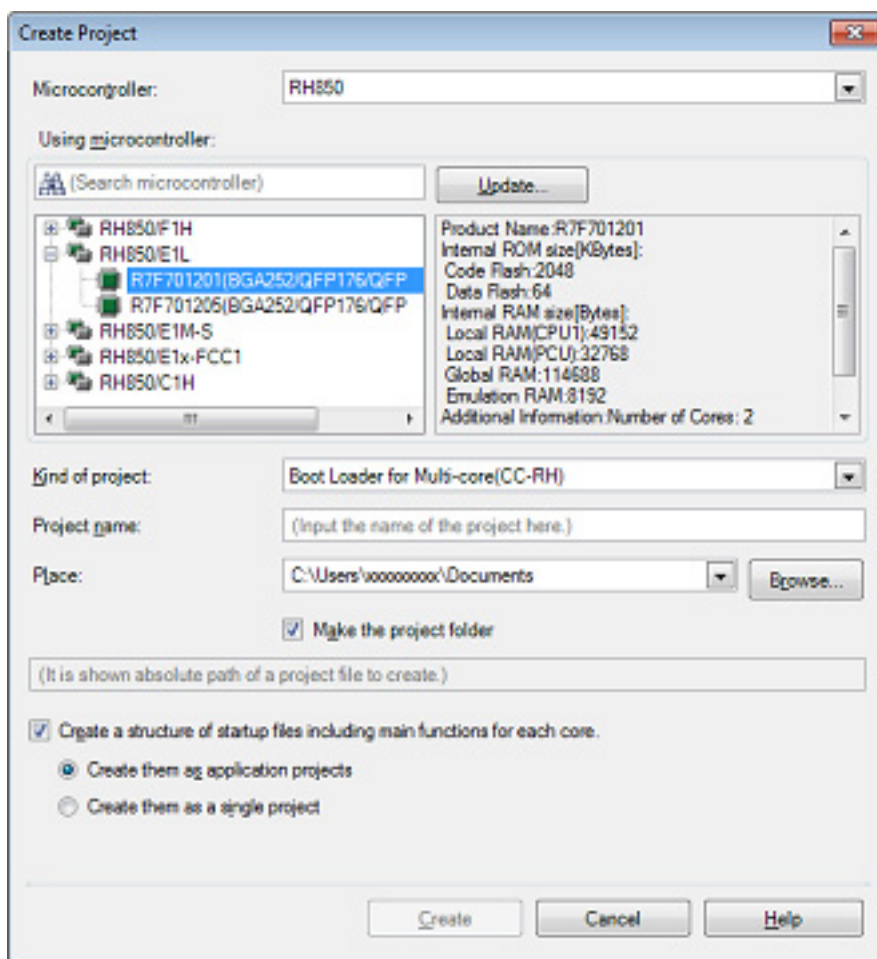 Create Project
Microcontroller:
RH850
Using microcontroller:
(Search microcontroller)
Update...
RH850/F1H
RH850/E1L
R7F701201(BGA252/QFP176/QFP
R7F701205(BGA252/QFP176/QFP
RH850/E1M-S
RH850/E1x-FCC1
RH850/C1H
Product Name:R7F701201
Internal ROM size[KBytes]:
Code Flash:2048
Data Flash:64
Internal RAM size[Bytes]:
Local RAM(CPU1):49152
Local RAM(PCU):32768
Global RAM:114688
Emulation RAM:8192
Additional Information:Number of Cores: 2
Kind of project:
Boot Loader for Multi-core(CC-RH)
Project name:
(Input the name of the project here.)
Place:
C:\Users\xxxxxxxxx\Documents
Browse...
Make the project folder
(It is shown absolute path of a project file to create.)
Create a structure of startup files including main functions for each core.
Create them as application projects
Create them as a single project
Create
Cancel
Help